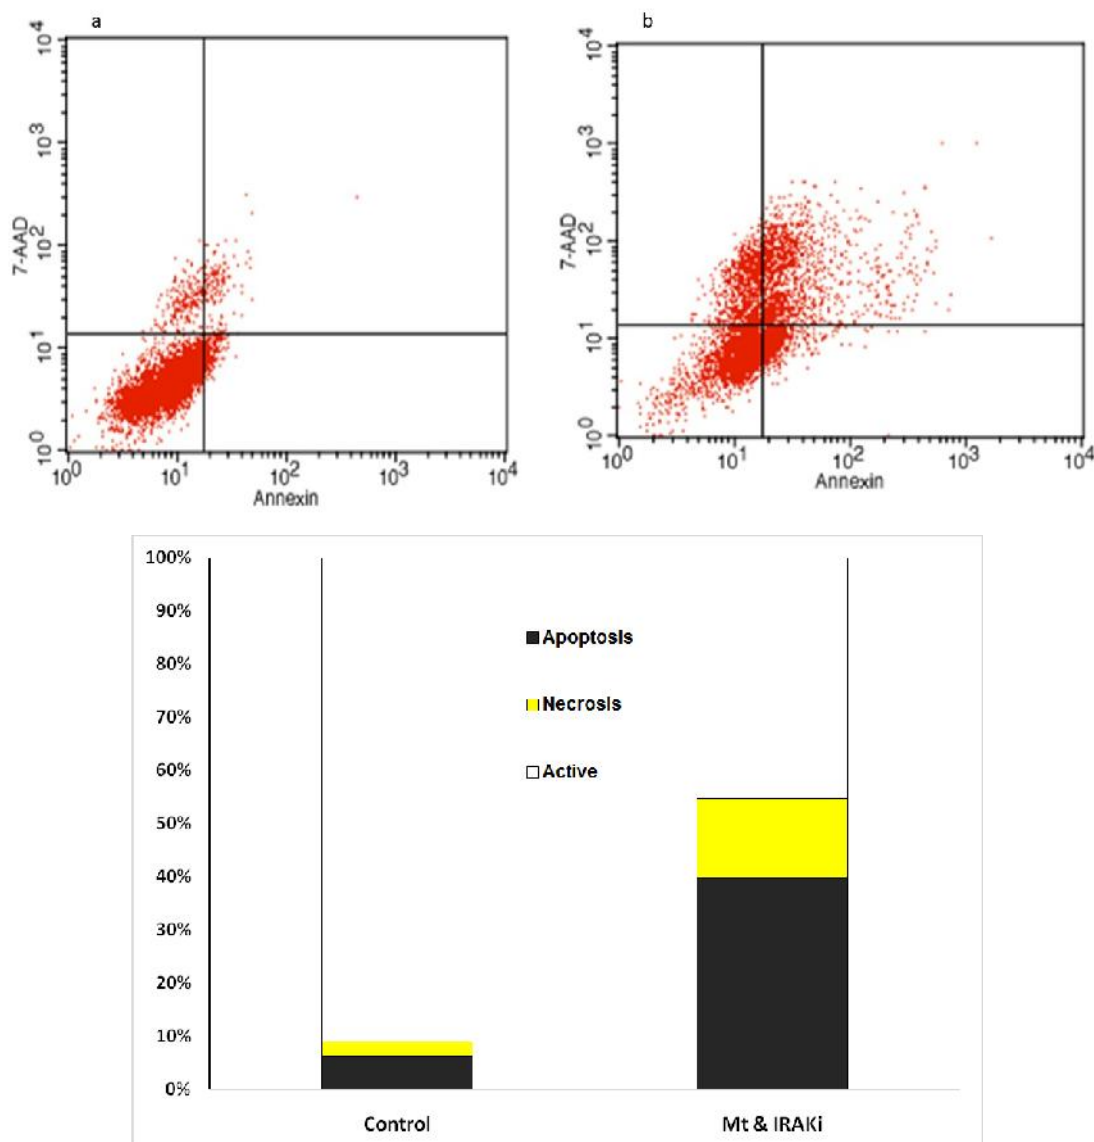 a
b
10^4
10^3
10^2
10^1
10^0
7-AAD
10^0 10^1 10^2 10^3 10^4
Annexin
10^4
10^3
10^2
10^1
10^0
7-AAD
10^0 10^1 10^2 10^3 10^4
Annexin
100%
90%
80%
70%
60%
50%
40%
30%
20%
10%
0%
Apoptosis
Necrosis
Active
Control
Mt & IRAKi